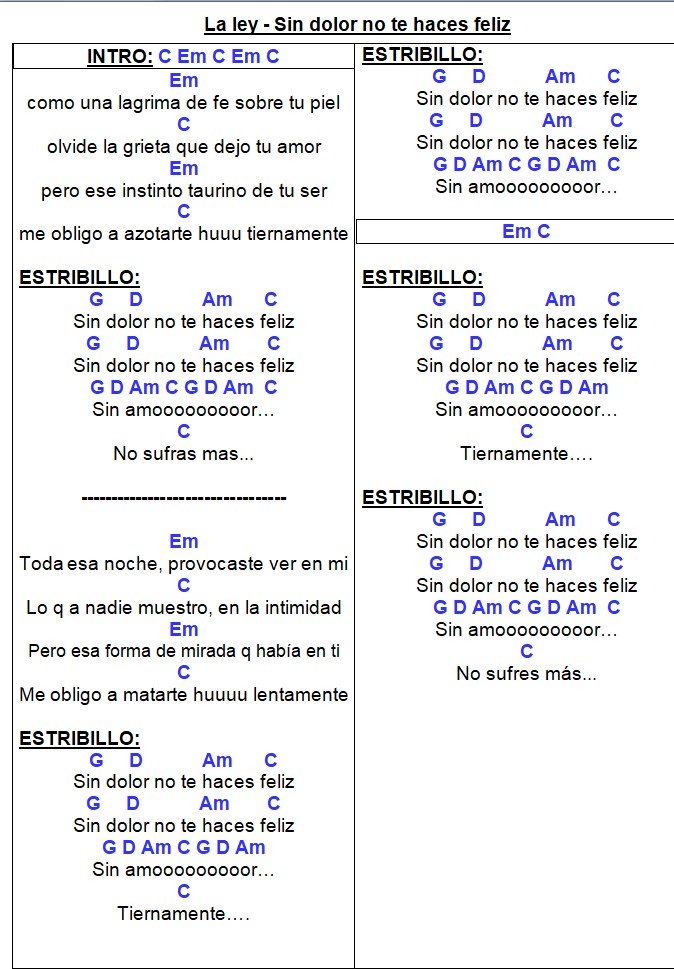 La ley - Sin dolor no te haces feliz
INTRO: C Em C Em C
Em
como una lagrima de fe sobre tu piel
C
olvide la grieta que dejo tu amor
Em
pero ese instinto taurino de tu ser
C
me obligo a azotarte huuu tiernamente
ESTRIBILLO:
G D Am C
Sin dolor no te haces feliz
G D Am C
Sin dolor no te haces feliz
G D Am C G D Am C
Sin amooooooooor...
C
No sufras mas...
----------------------------------
Em
Toda esa noche, provocaste ver en mi
C
Lo q a nadie muestro, en la intimidad
Em
Pero esa forma de mirada q había en ti
C
Me obligo a matarte huuuu lentamente
ESTRIBILLO:
G D Am C
Sin dolor no te haces feliz
G D Am C
Sin dolor no te haces feliz
G D Am C G D Am
Sin amooooooooor...
C
Tiernamente....
ESTRIBILLO:
G D Am C
Sin dolor no te haces feliz
G D Am C
Sin dolor no te haces feliz
G D Am C G D Am C
Sin amooooooooor...
Em C
ESTRIBILLO:
G D Am C
Sin dolor no te haces feliz
G D Am C
Sin dolor no te haces feliz
G D Am C G D Am
Sin amooooooooor...
C
Tiernamente....
ESTRIBILLO:
G D Am C
Sin dolor no te haces feliz
G D Am C
Sin dolor no te haces feliz
G D Am C G D Am C
Sin amooooooooor...
C
No sufres más...